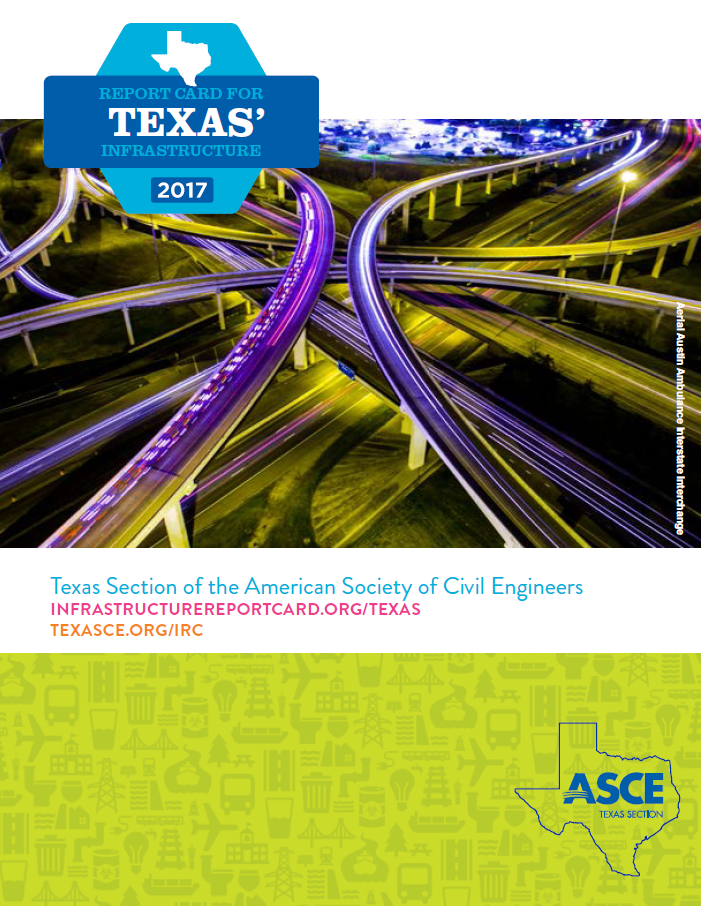 REPORT CARD FOR
TEXAS’
INFRASTRUCTURE
2017
Aerial Austin Ambulance Interstate Interchange
Texas Section of the American Society of Civil Engineers
INFRASTRUCTUREREPORTCARD.ORG/TEXAS
TEXASCE.ORG/IRC
ASCE
TEXAS SECTION